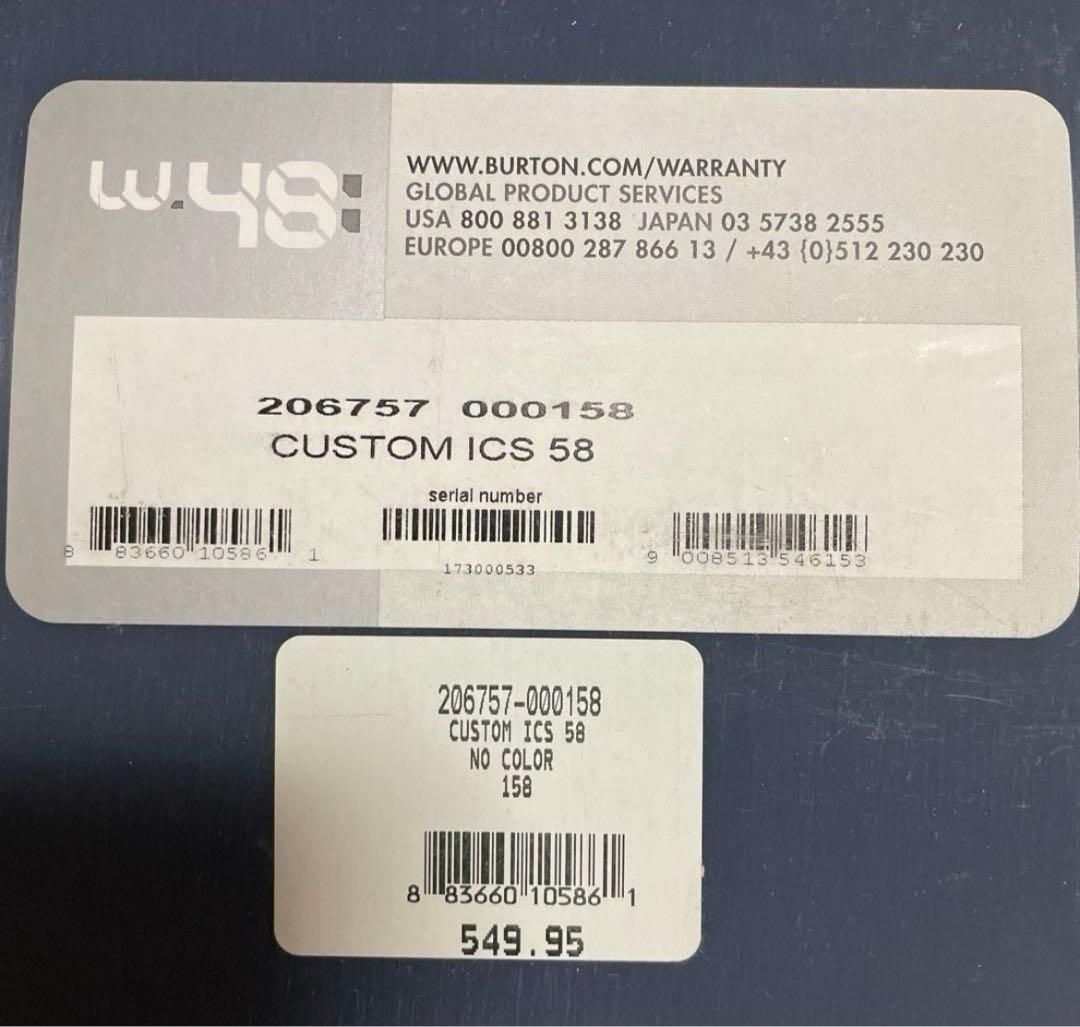 w.48:
WWW.BURTON.COM/WARRANTY
GLOBAL PRODUCT SERVICES
USA 800 881 3138 JAPAN 03 5738 2555
EUROPE 00800 287 866 13 / +43 {0}512 230 230
206757 000158
CUSTOM ICS 58
serial number
8 83660 10586 1
173000533
9 008513 546153
206757-000158
CUSTOM ICS 58
NO COLOR
158
8 83660 10586 1
549.95